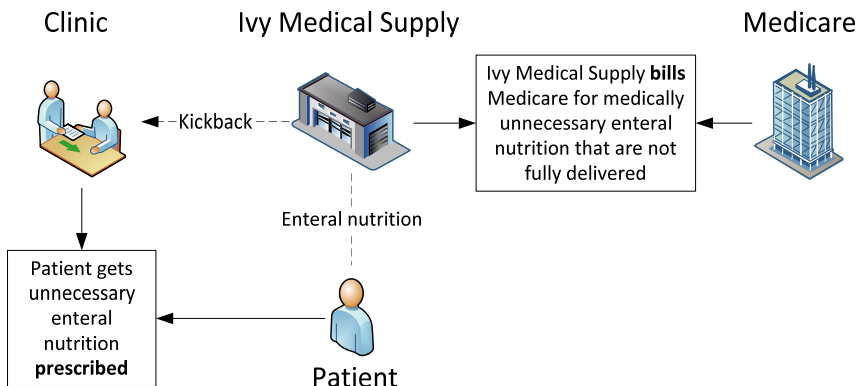 Clinic
Ivy Medical Supply
Medicare
Kickback
Ivy Medical Supply bills
Medicare for medically
unnecessary enteral
nutrition that are not
fully delivered
Enteral nutrition
Patient gets
unnecessary
enteral
nutrition
prescribed
Patient